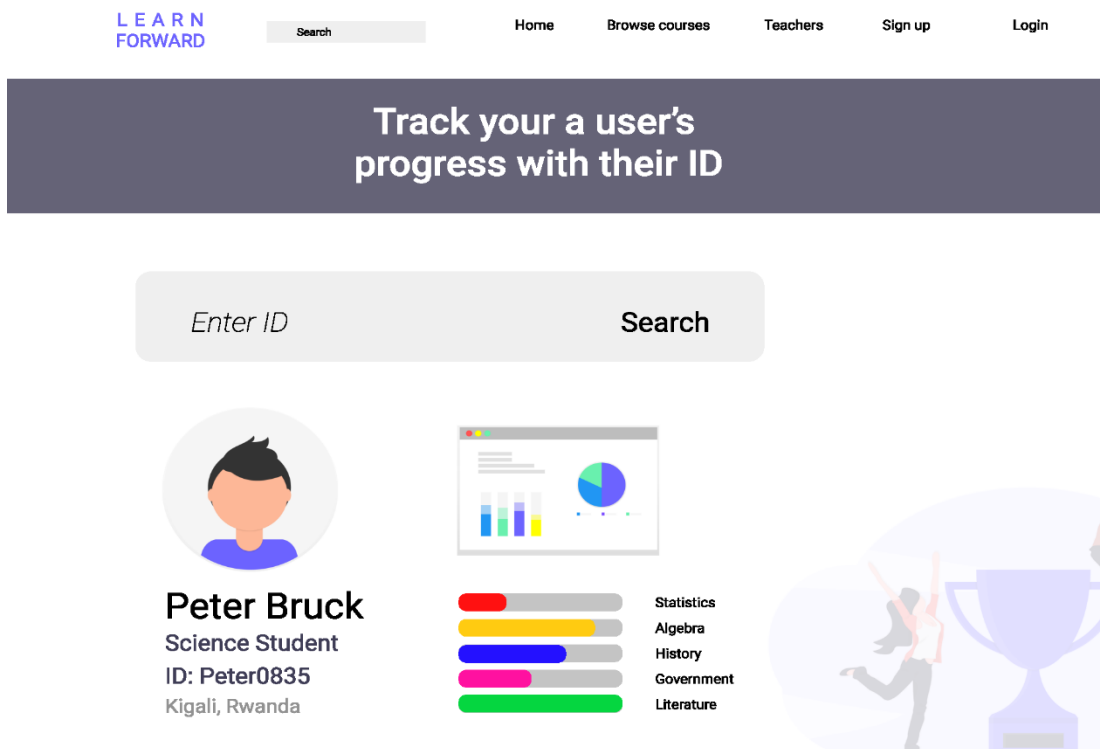 LEARN
FORWARD
Search
Home
Browse courses
Teachers
Sign up
Login
Track your a user's
progress with their ID
Enter ID
Search
Peter Bruck
Science Student
ID: Peter0835
Kigali, Rwanda
Statistics
Algebra
History
Government
Literature